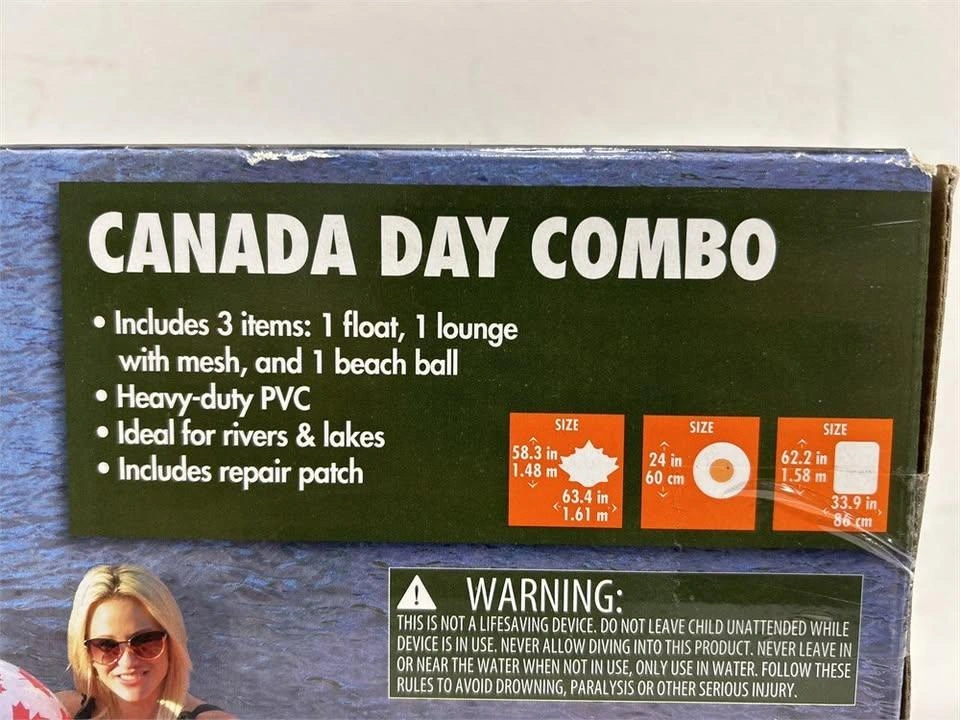 CANADA DAY COMBO
• Includes 3 items: 1 float, 1 lounge
with mesh, and 1 beach ball
• Heavy-duty PVC
• Ideal for rivers & lakes
• Includes repair patch
SIZE
58.3 in
1.48 m
63.4 in
1.61 m
SIZE
24 in
60 cm
SIZE
62.2 in
1.58 m
33.9 in
86 cm
WARNING:
THIS IS NOT A LIFESAVING DEVICE. DO NOT LEAVE CHILD UNATTENDED WHILE
DEVICE IS IN USE. NEVER ALLOW DIVING INTO THIS PRODUCT. NEVER LEAVE IN
OR NEAR THE WATER WHEN NOT IN USE, ONLY USE IN WATER. FOLLOW THESE
RULES TO AVOID DROWNING, PARALYSIS OR OTHER SERIOUS INJURY.